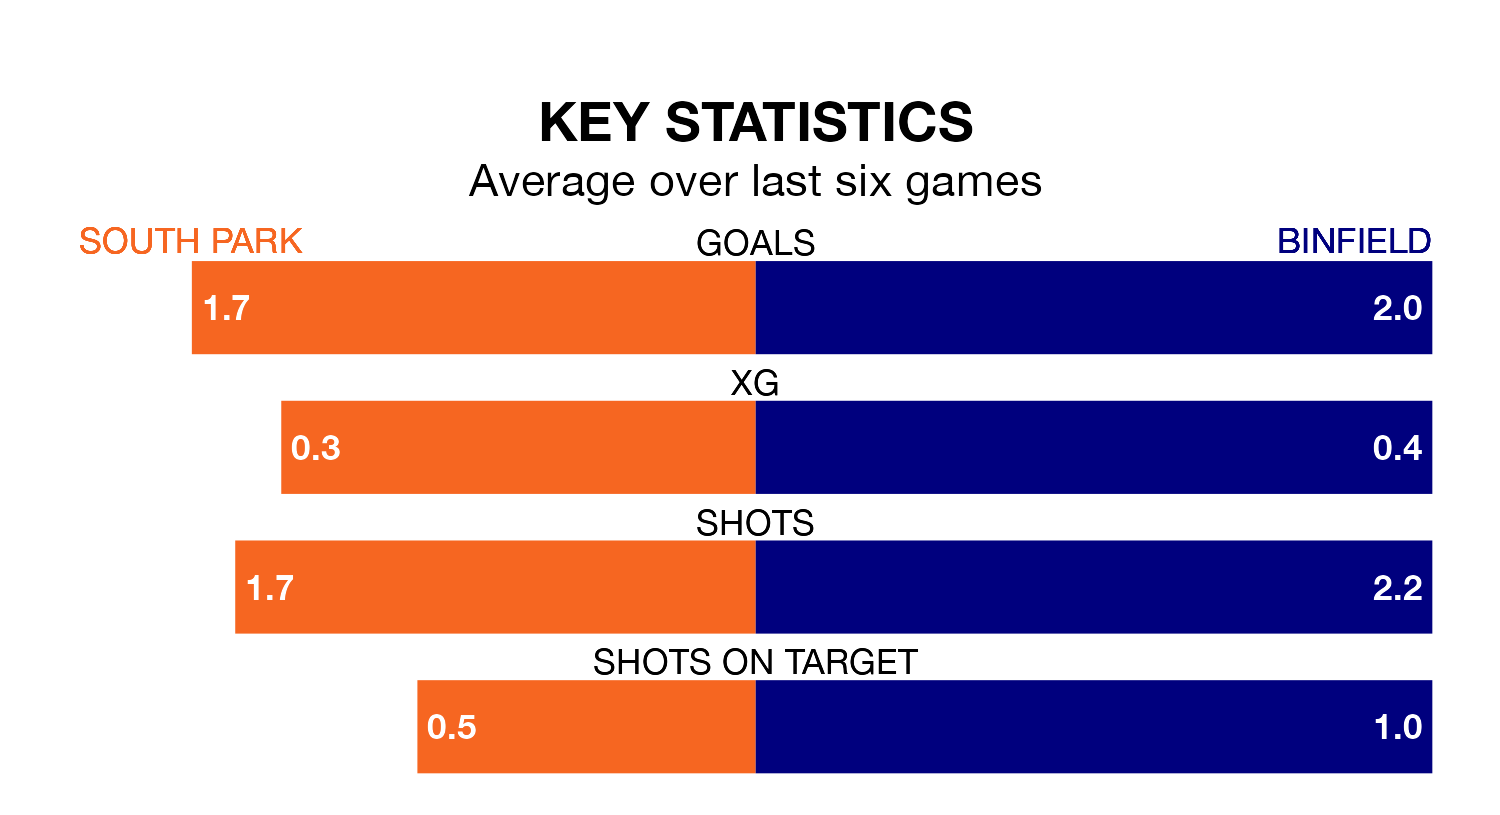 KEY STATISTICS
Average over last six games
SOUTH PARK GOALS BINFIELD
1.7 2.0
XG
0.3 0.4
SHOTS
1.7 2.2
SHOTS ON TARGET
0.5 1.0